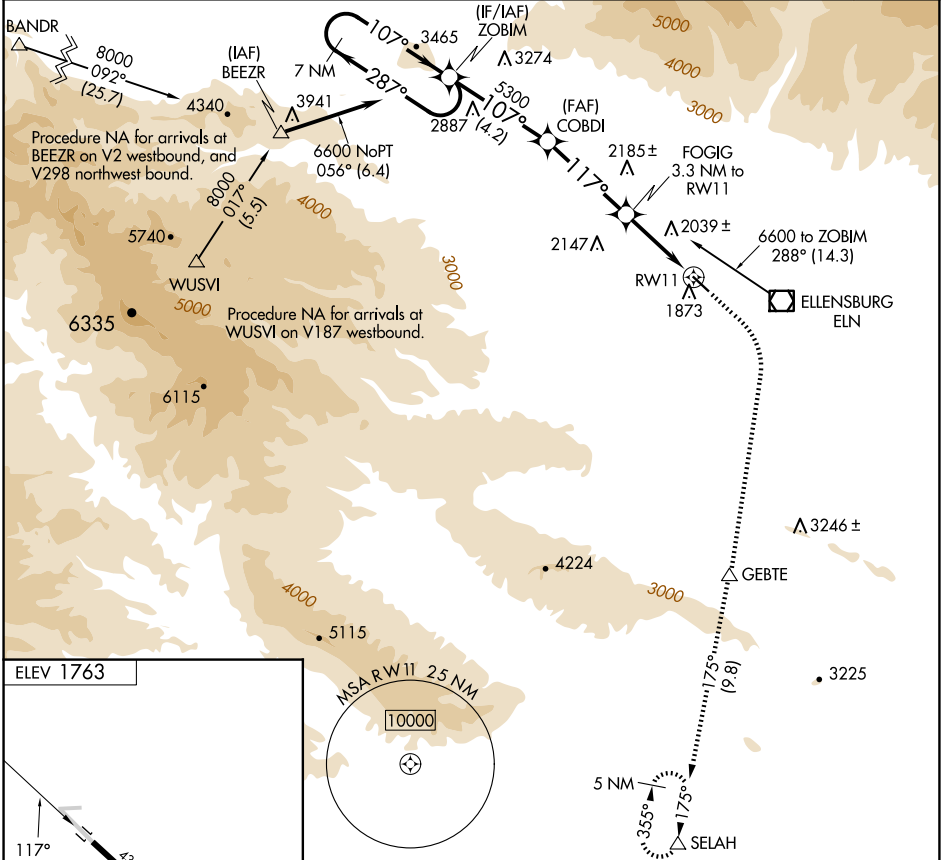 BANDR
8000
092°
(25.7)
(IAF)
BEEZR
3941
4340
Procedure NA for arrivals at
BEEZR on V2 westbound, and
V298 northwest bound.
7 NM
107°
287°
3465
(IF/IAF)
ZOBIM
3274
2887
5300
107°
(4.2)
6600 NoPT
056° (6.4)
(FAF)
COBDI
117°
2185±
FOGIG
3.3 NM to
RW11
2147
2039 ±
6600 to ZOBIM
288° (14.3)
RW11
1873
ELLENSBURG
ELN
5000
4000
3000
8000
017°
(5.5)
4000
3000
5740
WUSVI
5000
6335
Procedure NA for arrivals at
WUSVI on V187 westbound.
6115
3246 ±
4224
3000
GEBTE
4000
5115
3225
175°
(9.8)
MSA RW11 25 NM
10000
5 NM
355°
175°
SELAH
ELEV 1763
117°